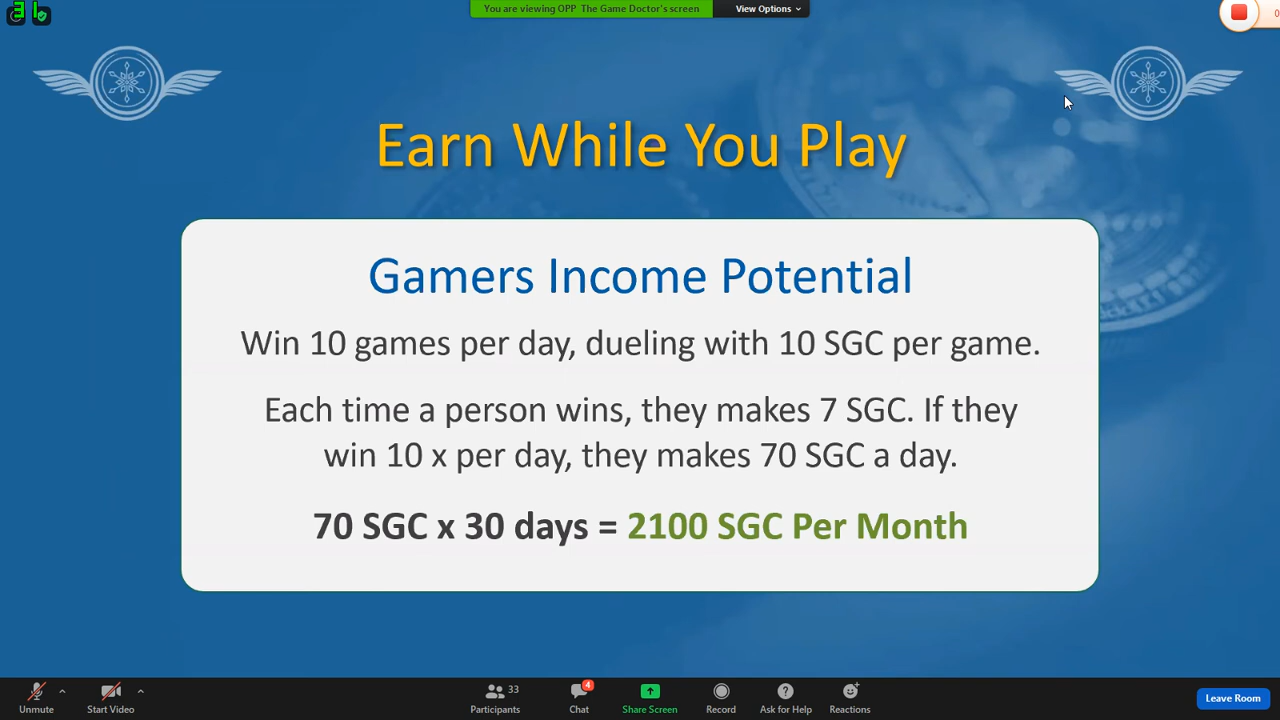 You are viewing OPP The Game Doctor's screen
View Options
Earn While You Play
Gamers Income Potential
Win 10 games per day, dueling with 10 SGC per game.
Each time a person wins, they makes 7 SGC. If they
win 10 x per day, they makes 70 SGC a day.
70 SGC x 30 days = 2100 SGC Per Month
33
4
Unmute
Start Video
Participants
Chat
Share Screen
Record
Ask for Help
Reactions
Leave Room